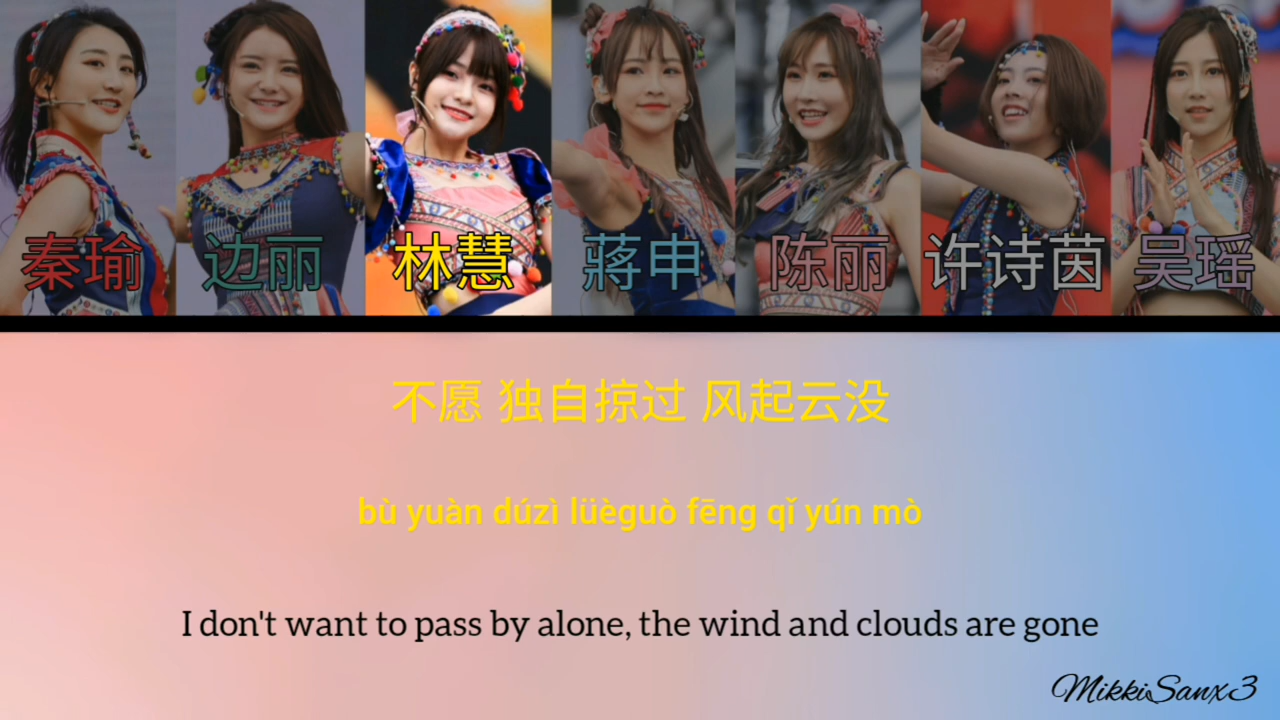 秦瑜 边丽 林慧 蔣申 陈丽 许诗茵 吴瑶
不愿 独自掠过 风起云没
bù yuàn dúzì lüèguò fēng qǐ yún mò
I don't want to pass by alone, the wind and clouds are gone
MikkiSanx3